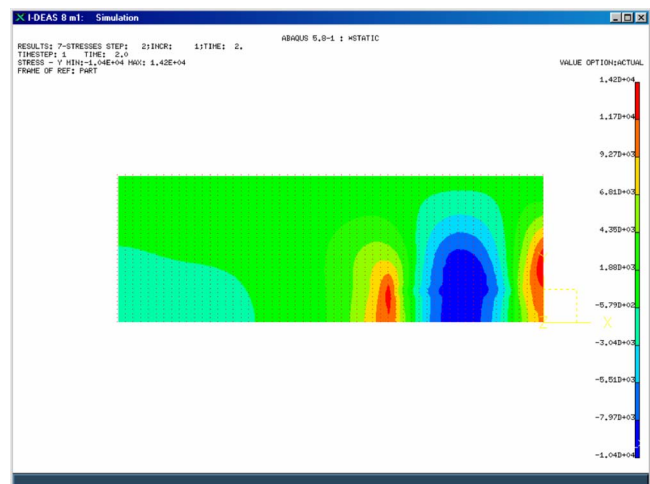 I-DEAS 8 m1:   Simulation
ABAQUS 5.8-1 : *STATIC
RESULTS: 7-STRESSES STEP:   2;INCR:     1;TIME:  2.
TIMESTEP: 1    TIME:  2.0
STRESS - Y MIN:-1.04E+04 MAX: 1.42E+04
FRAME OF REF: PART
VALUE OPTION:ACTUAL
1.42D+04
1.17D+04
9.27D+03
6.81D+03
4.35D+03
1.88D+03
-5.79D+02
-3.04D+03
-5.51D+03
-7.97D+03
-1.04D+04
Z
X